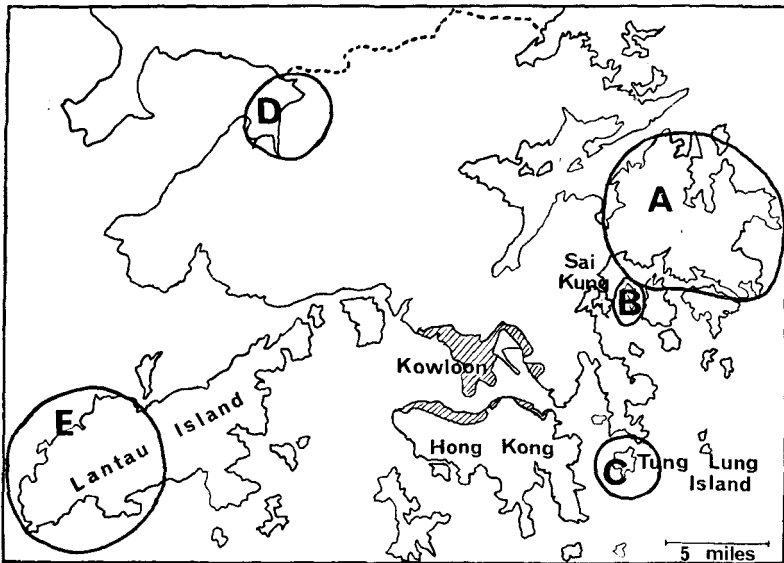 D
A
Sai
Kung
B
Kowloon
E
Lantau Island
Hong Kong
C
Tung Lung
Island
5 miles